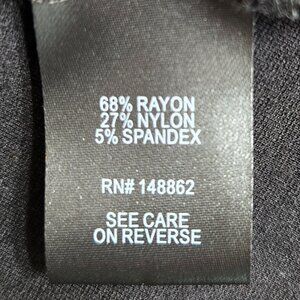 68% RAYON
27% NYLON
5% SPANDEX
RN# 148862
SEE CARE
ON REVERSE